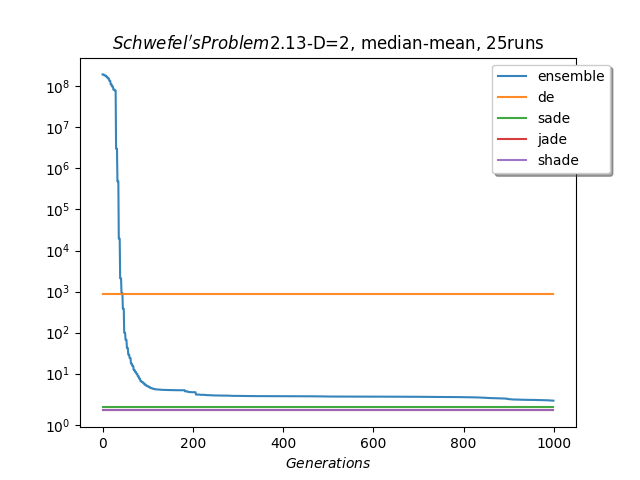 Schwefel'sProblem2.13-D=2, median-mean, 25runs
ensemble
de
sade
jade
shade
10^8
10^7
10^6
10^5
10^4
10^3
10^2
10^1
10^0
0 200 400 600 800 1000
Generations